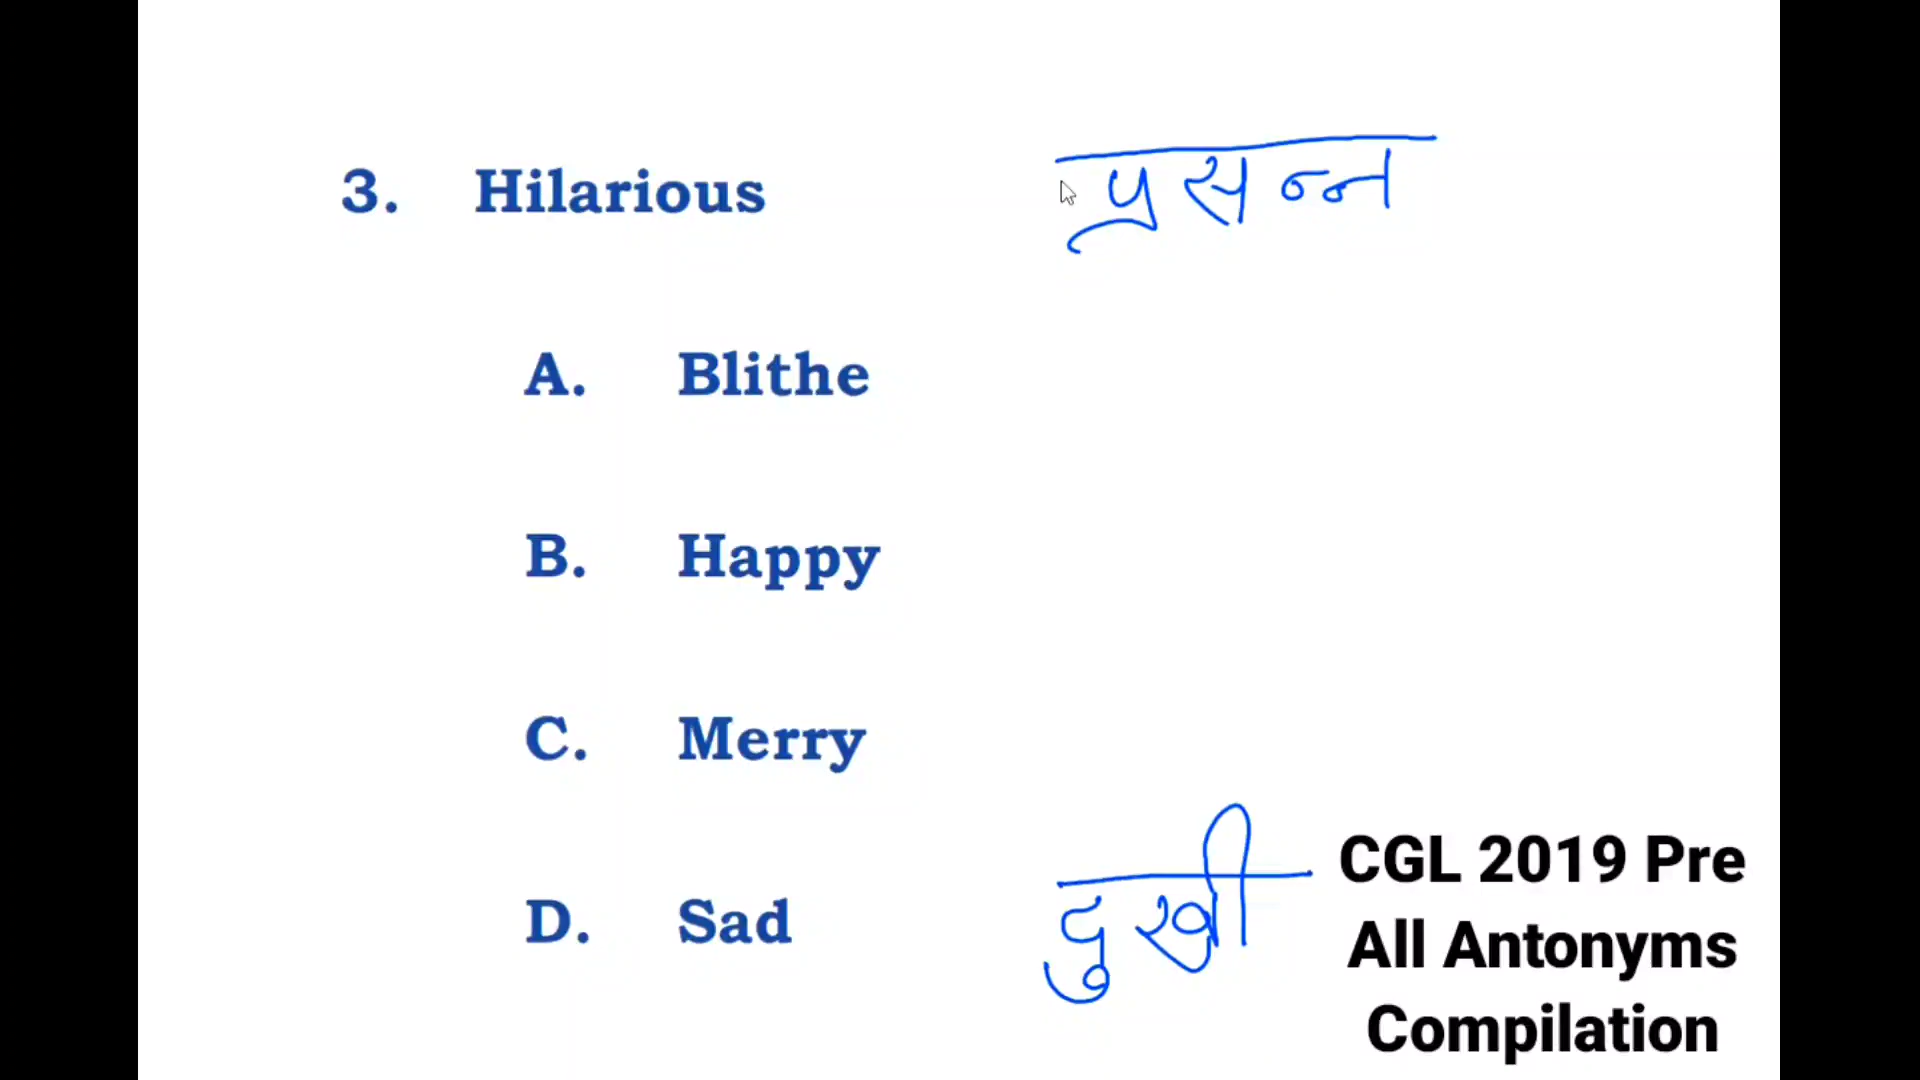 3. Hilarious प्रसन्न
A. Blithe
B. Happy
C. Merry
D. Sad दुखी
CGL 2019 Pre
All Antonyms
Compilation